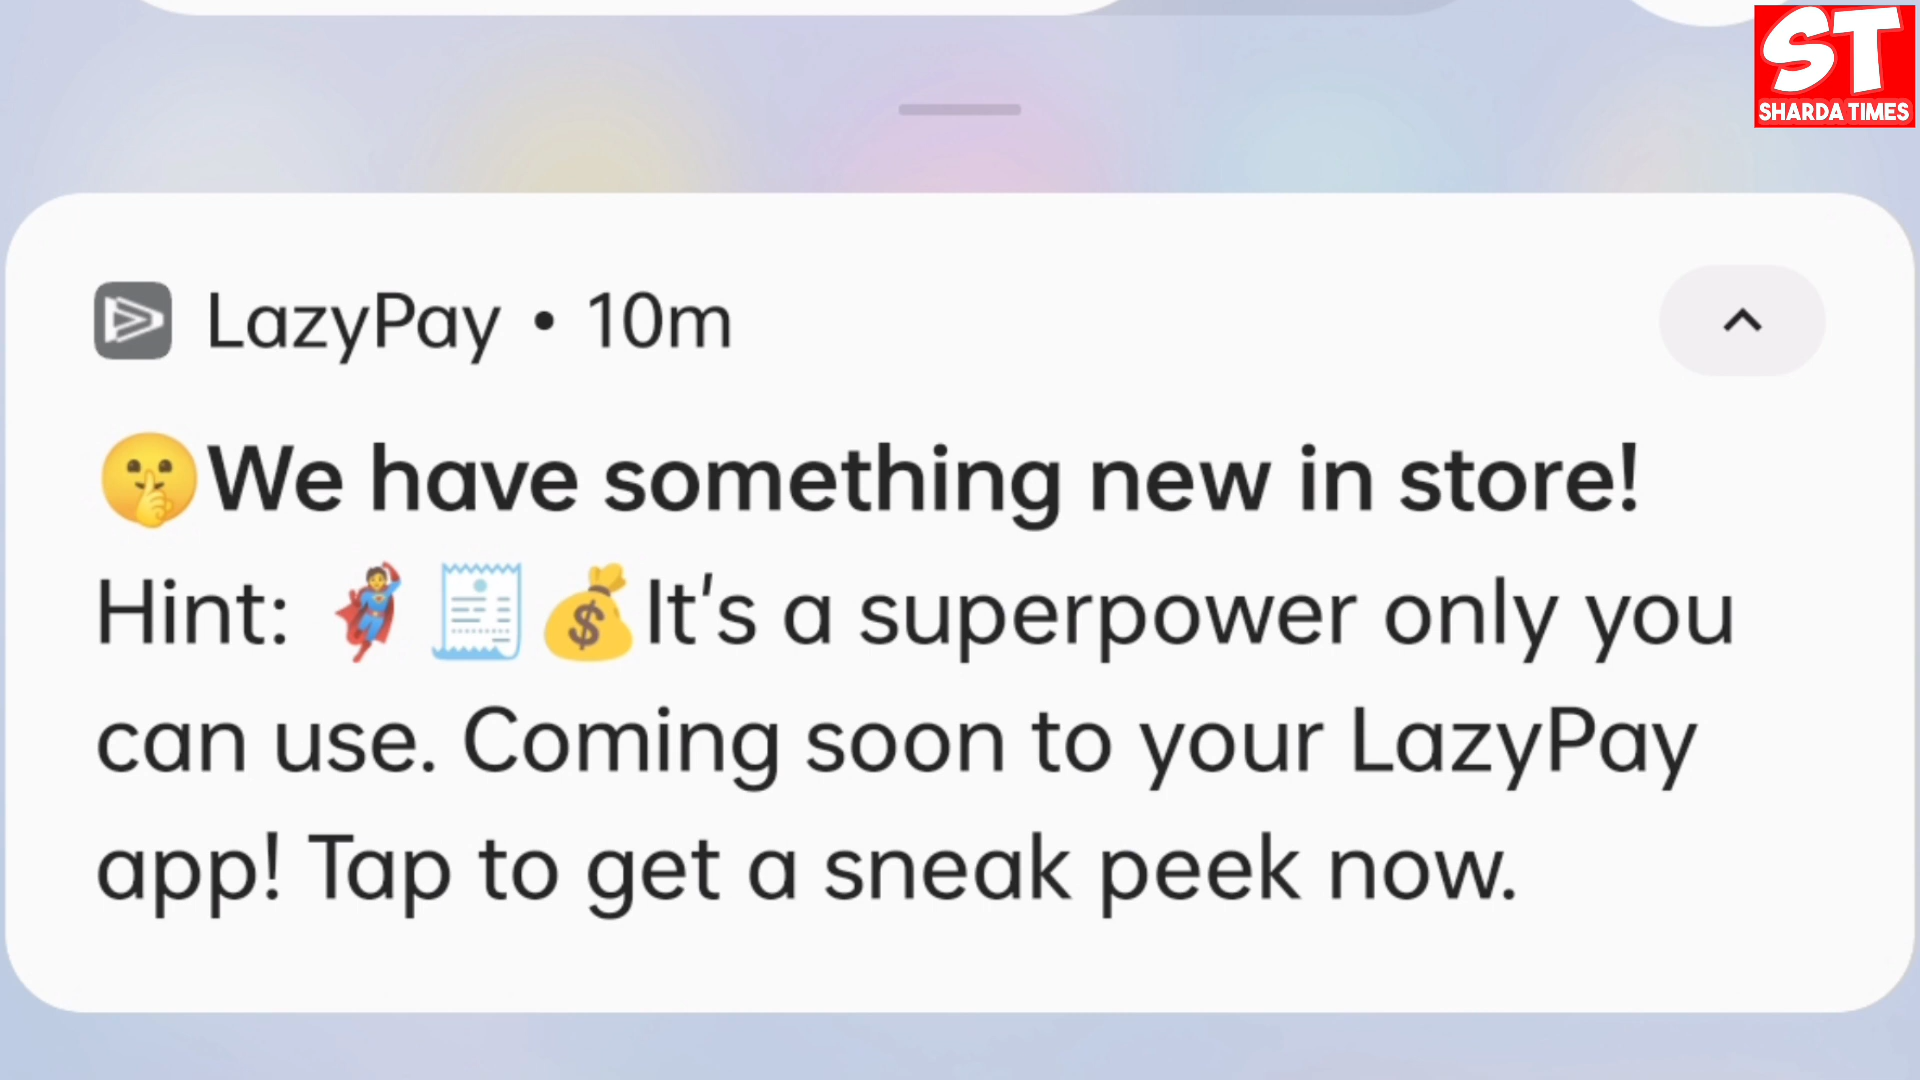 ST
SHARDA TIMES
LazyPay • 10m
🤫We have something new in store!
Hint: 🦸🧾💰It's a superpower only you
can use. Coming soon to your LazyPay
app! Tap to get a sneak peek now.